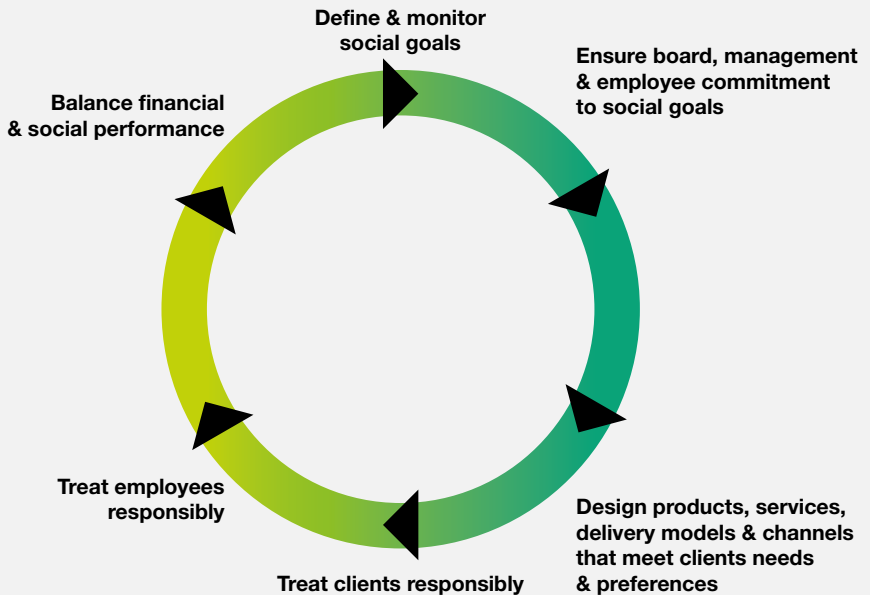 Define & monitor
social goals
Ensure board, management
& employee commitment
to social goals
Design products, services,
delivery models & channels
that meet clients needs
& preferences
Treat clients responsibly
Treat employees
responsibly
Balance financial
& social performance